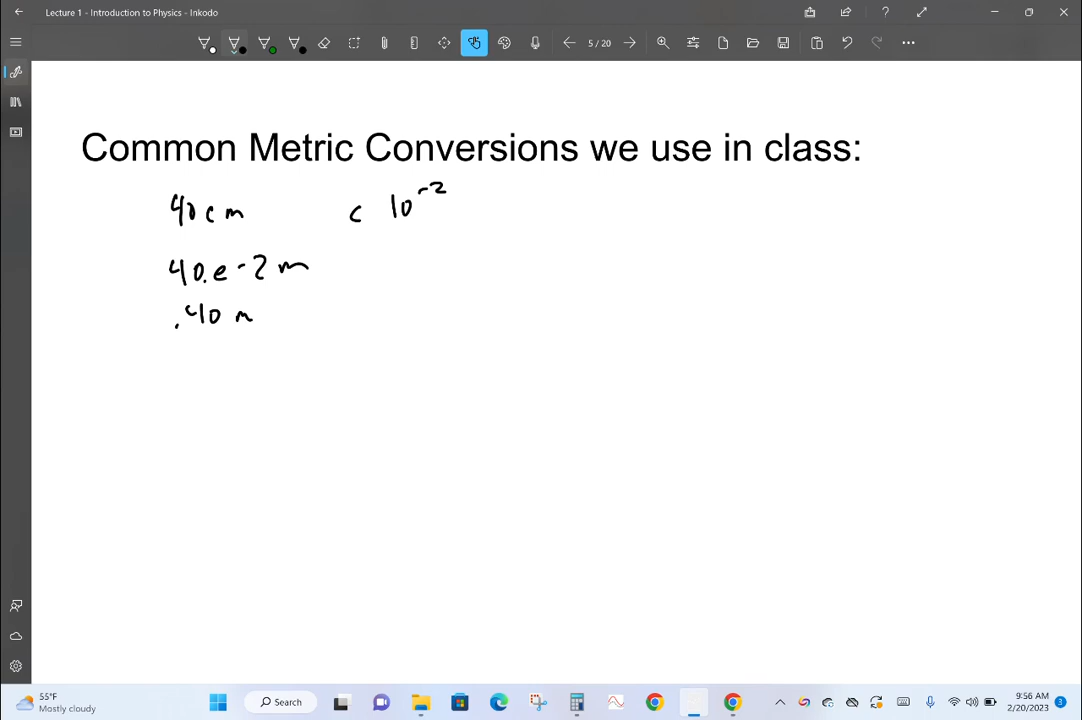 Lecture 1 - Introduction to Physics - Inkodo
5 / 20
Common Metric Conversions we use in class:
40 cm c 10⁻²
40.e-2 m
.40 m
55°F
Mostly cloudy
Search
9:56 AM
2/20/2023
3